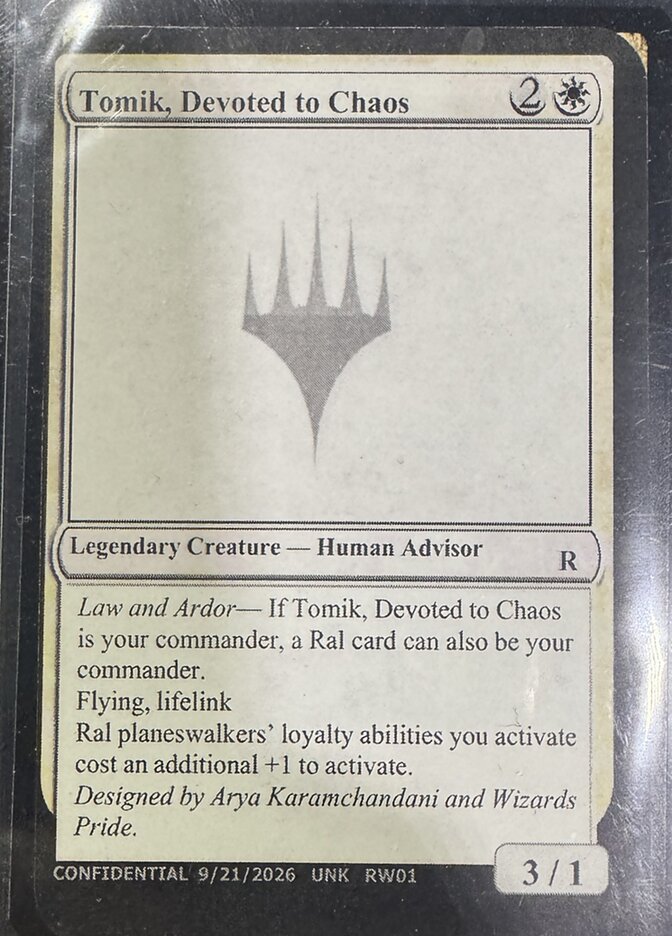 Tomik, Devoted to Chaos 2
Legendary Creature — Human Advisor R
Law and Ardor— If Tomik, Devoted to Chaos
is your commander, a Ral card can also be your
commander.
Flying, lifelink
Ral planeswalkers’ loyalty abilities you activate
cost an additional +1 to activate.
Designed by Arya Karamchandani and Wizards
Pride.
3 / 1
CONFIDENTIAL 9/21/2026 UNK RW01